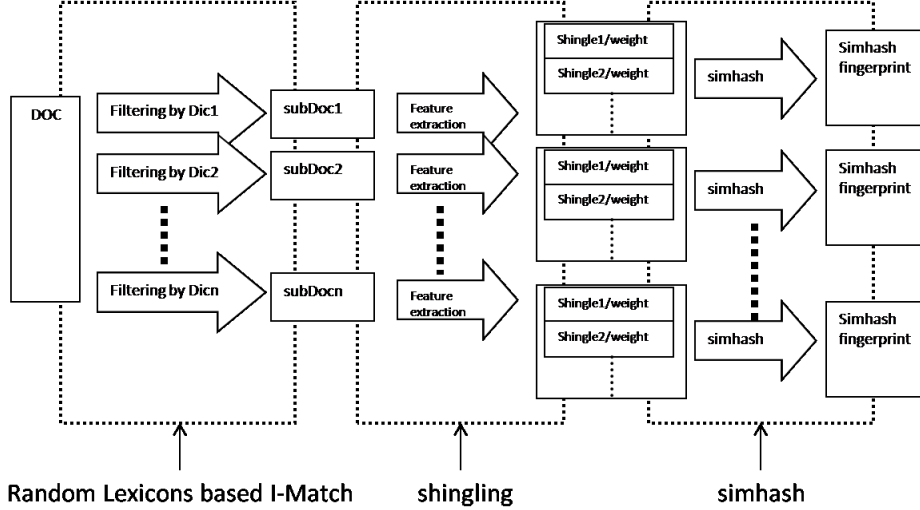 DOC
Filtering by Dic1
subDoc1
Feature
extraction
Shingle1/weight
Shingle2/weight
simhash
Simhash
fingerprint
Filtering by Dic2
subDoc2
Feature
extraction
Shingle1/weight
Shingle2/weight
simhash
Simhash
fingerprint
Filtering by Dicn
subDocn
Feature
extraction
Shingle1/weight
Shingle2/weight
simhash
Simhash
fingerprint
Random Lexicons based I-Match
shingling
simhash